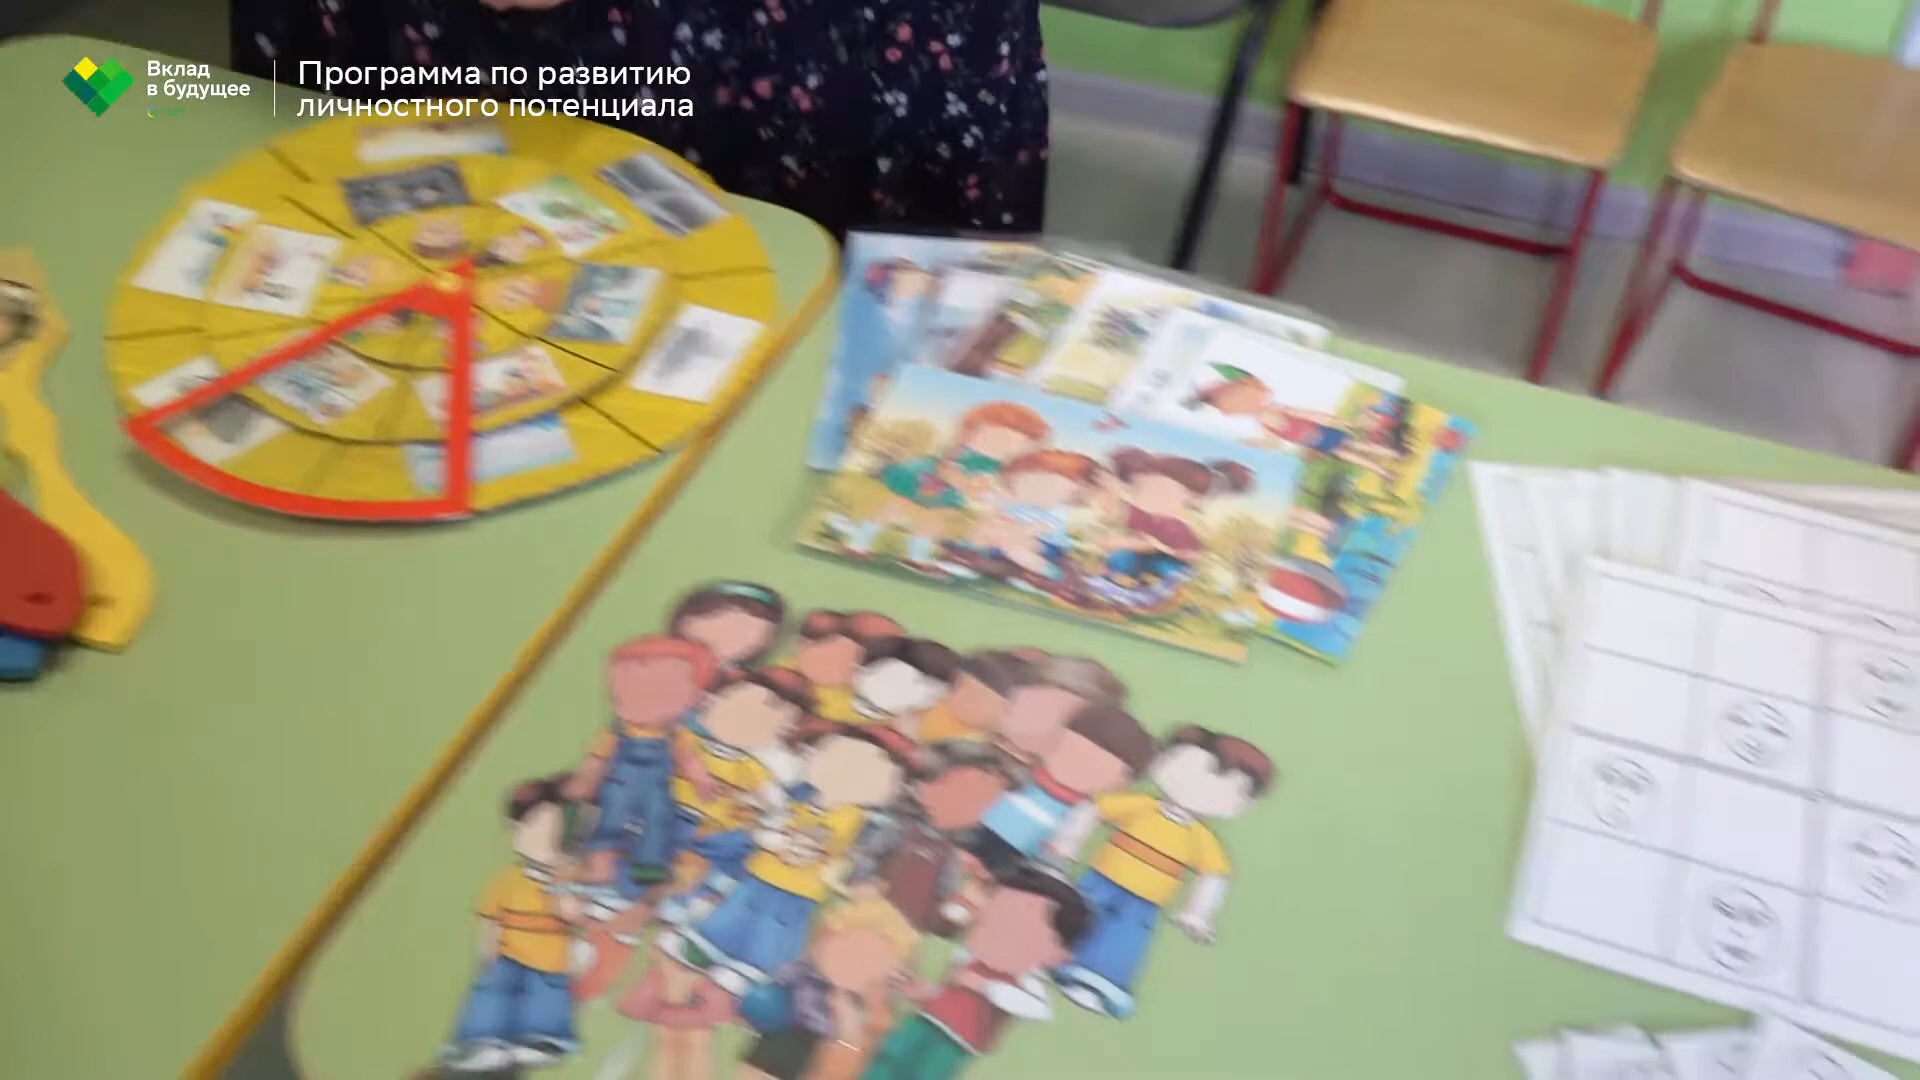 Вклад
в будущее
Программа по развитию
личностного потенциала